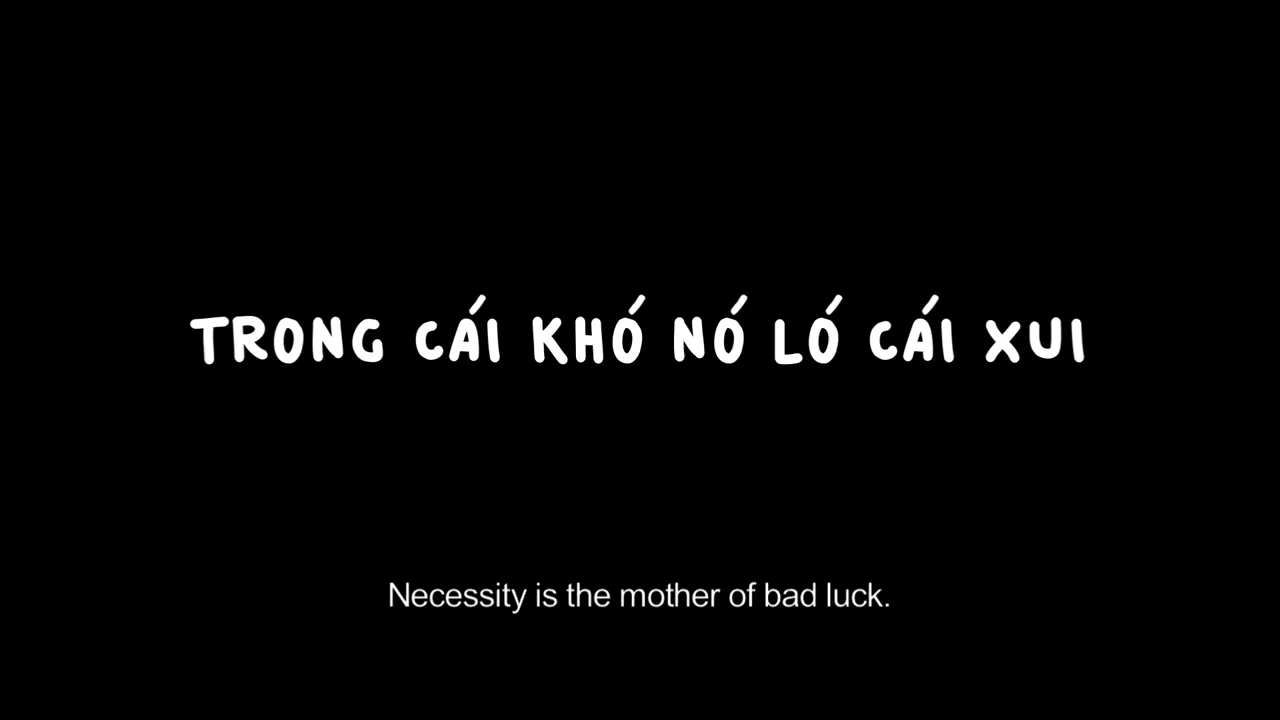 TRONG CÁI KHÓ NÓ LÓ CÁI XUI
Necessity is the mother of bad luck.